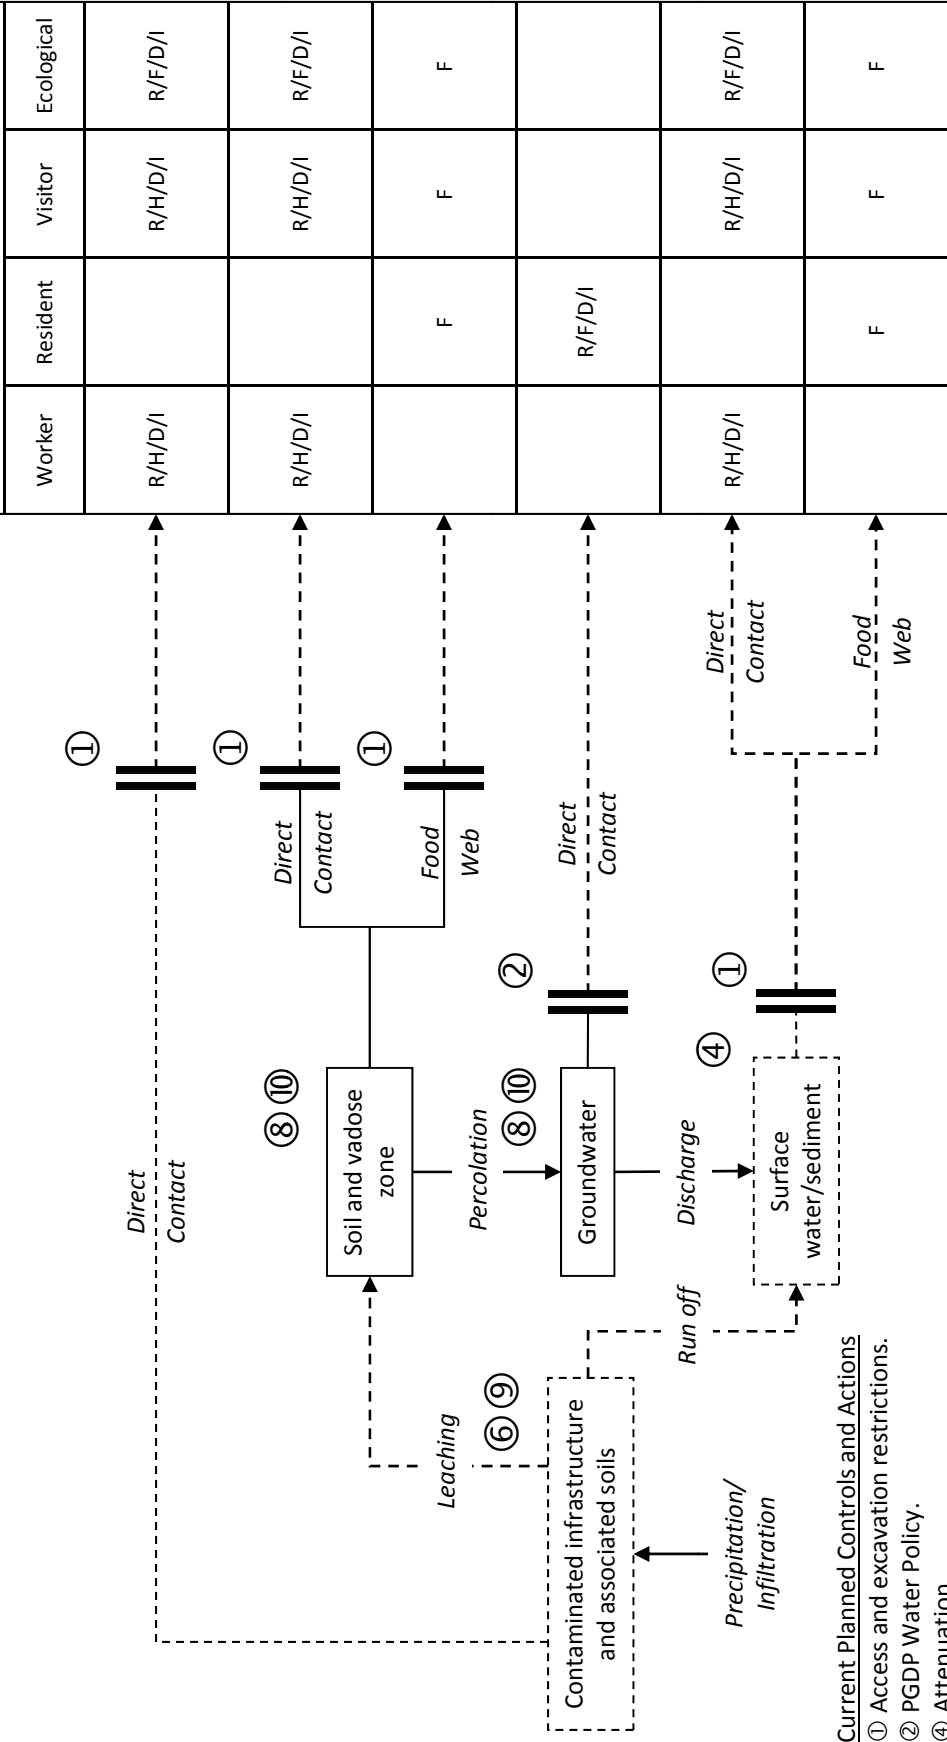 Worker Resident Visitor Ecological
①
Direct
Contact
R/H/D/I R/H/D/I R/F/D/I
①
⑧ ⑩
Direct
Contact
R/H/D/I R/H/D/I R/F/D/I
Soil and vadose
zone
①
Food
Web
F F F
Leaching
Percolation
⑥ ⑨
⑧ ⑩
②
Contaminated infrastructure
and associated soils
Groundwater
Direct
Contact
R/F/D/I
Run off
Discharge
④
①
Direct
Contact
R/H/D/I R/H/D/I R/F/D/I
Precipitation/
Infiltration
Surface
water/sediment
Food
Web
F F F
Current Planned Controls and Actions
① Access and excavation restrictions.
② PGDP Water Policy.
④ Attenuation